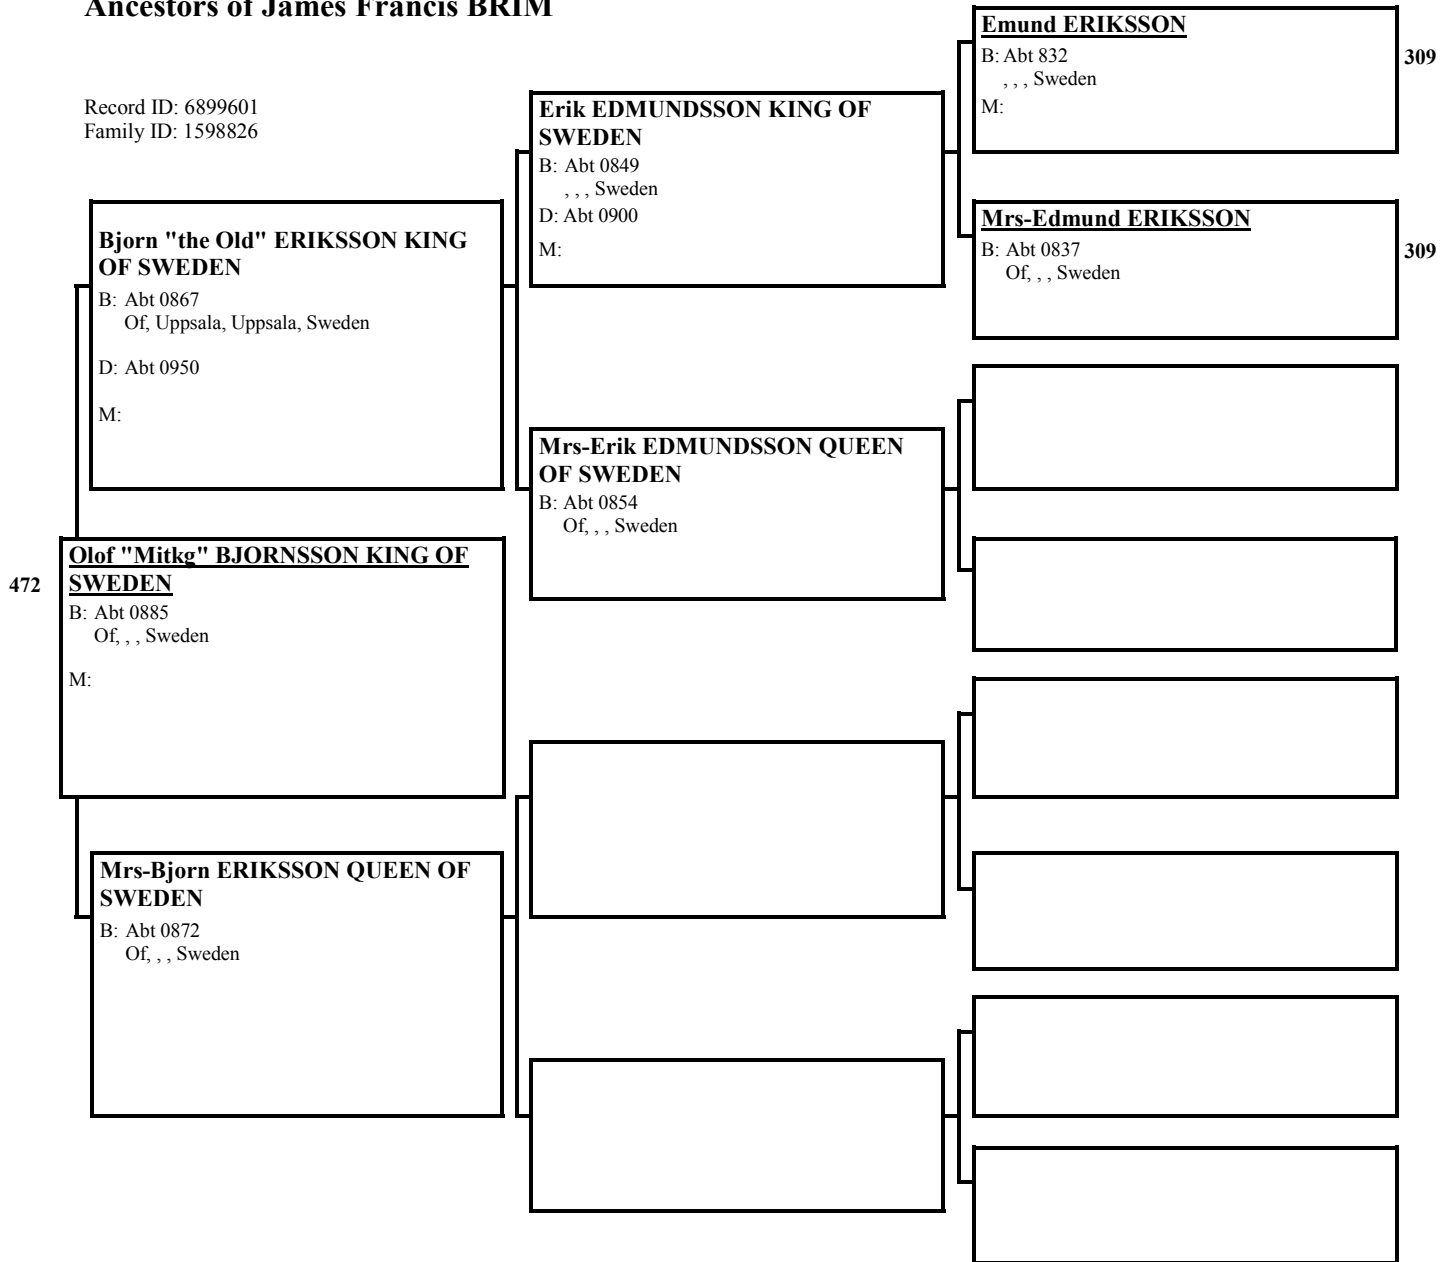 Ancestors of James Francis BRIM
Record ID: 6899601
Family ID: 1598826
Emund ERIKSSON
B: Abt 832
, , , Sweden
M:
309
Erik EDMUNDSSON KING OF
SWEDEN
B: Abt 0849
, , , Sweden
D: Abt 0900
M:
Mrs-Edmund ERIKSSON
B: Abt 0837
Of, , , Sweden
309
Bjorn "the Old" ERIKSSON KING
OF SWEDEN
B: Abt 0867
Of, Uppsala, Uppsala, Sweden
D: Abt 0950
M:
Mrs-Erik EDMUNDSSON QUEEN
OF SWEDEN
B: Abt 0854
Of, , , Sweden
472
Olof "Mitkg" BJORNSSON KING OF
SWEDEN
B: Abt 0885
Of, , , Sweden
M:
Mrs-Bjorn ERIKSSON QUEEN OF
SWEDEN
B: Abt 0872
Of, , , Sweden